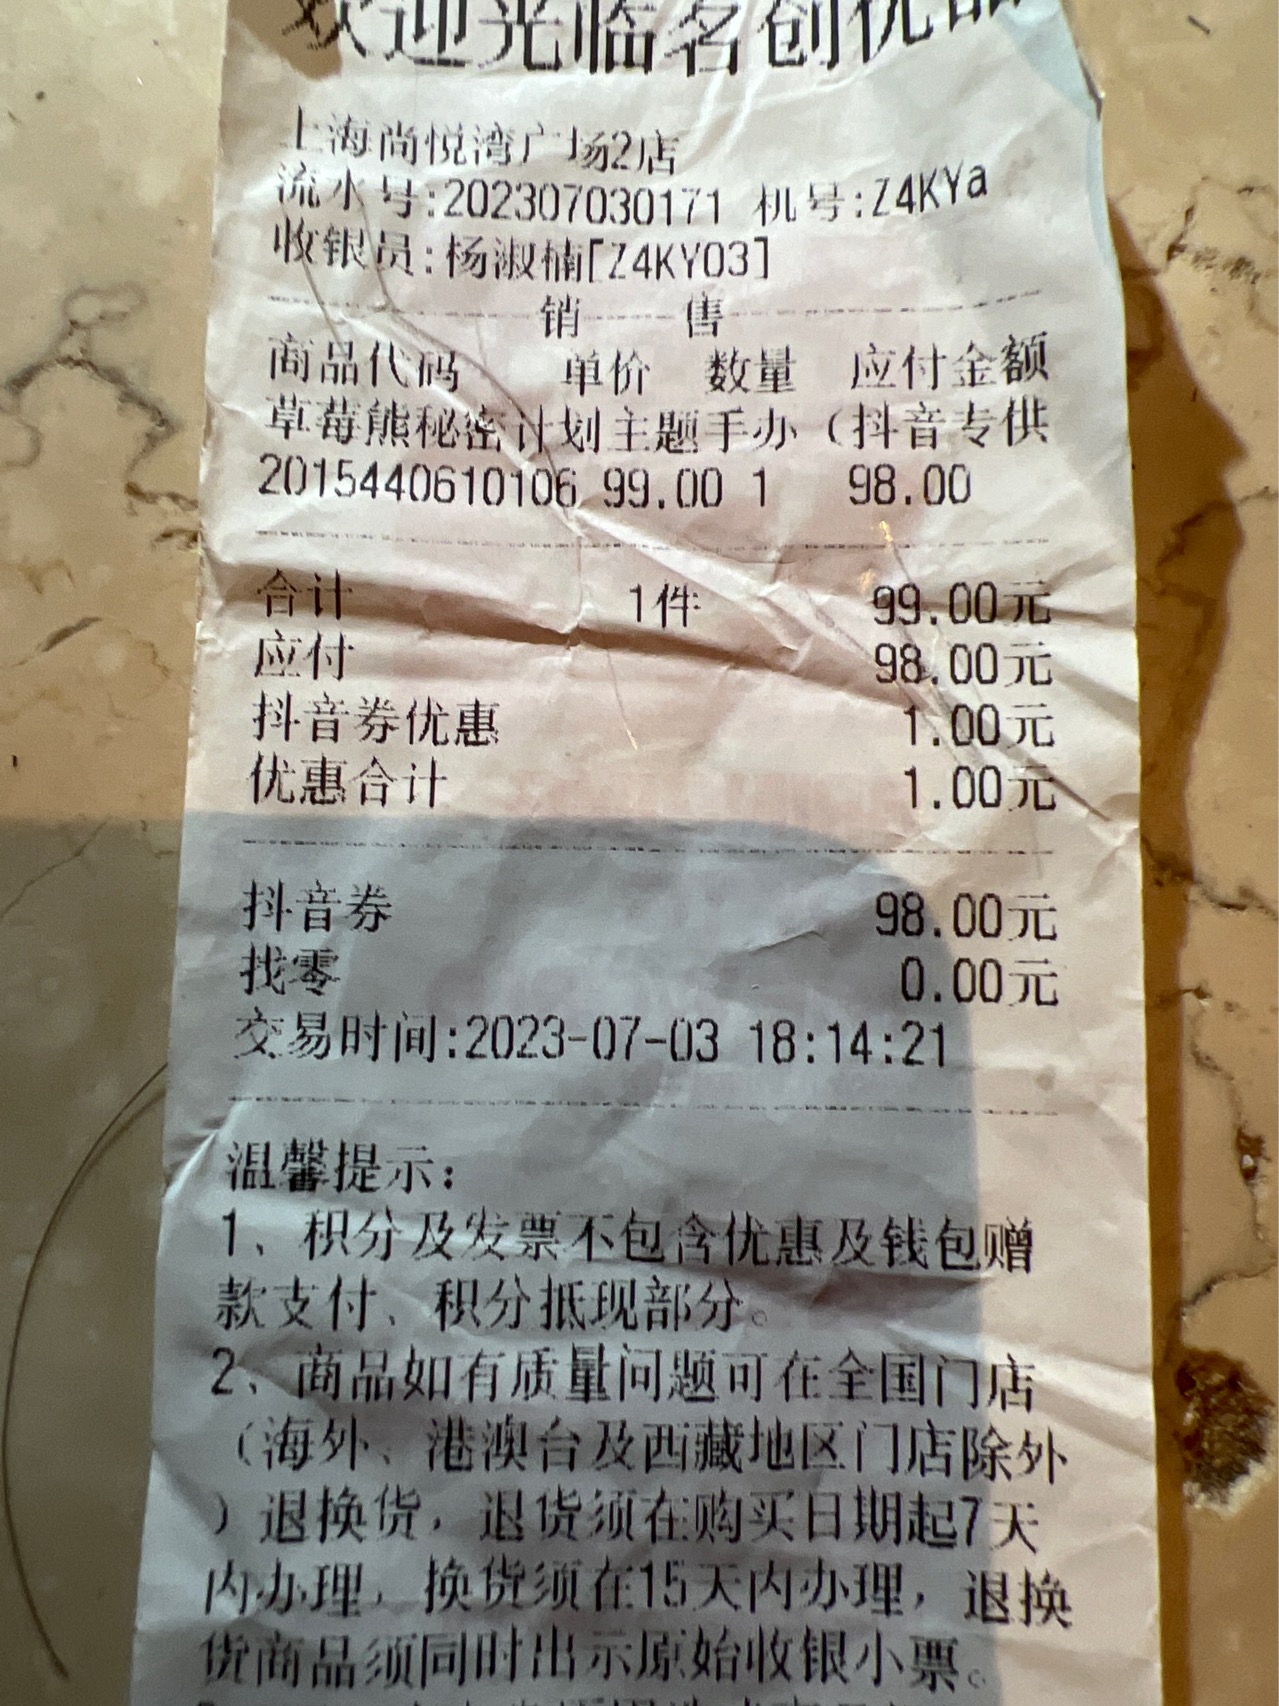 欢迎光临名创优品
上海尚悦湾广场2店
流水号:202307030171 机号:Z4KYa
收银员:杨淑楠[Z4KY03]
销 售
商品代码 单价 数量 应付金额
草莓熊秘密计划主题手办（抖音专供
2015440610106 99.00 1 98.00
合计 1件 99.00元
应付 98.00元
抖音券优惠 1.00元
优惠合计 1.00元
抖音券 98.00元
找零 0.00元
交易时间:2023-07-03 18:14:21
温馨提示：
1、积分及发票不包含优惠及钱包赠
款支付、积分抵现部分。
2、商品如有质量问题可在全国门店
（海外、港澳台及西藏地区门店除外
）退换货，退货须在购买日期起7天
内办理，换货须在15天内办理，退换
货商品须同时出示原始收银小票。